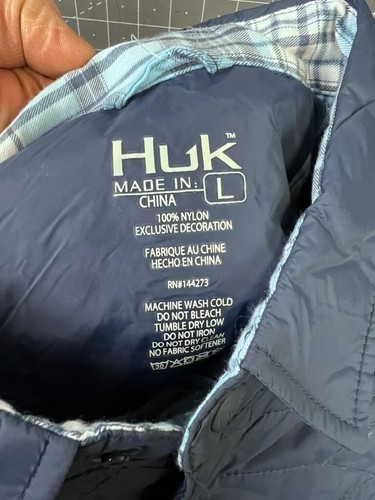 Huk™
MADE IN: L
CHINA
100% NYLON
EXCLUSIVE DECORATION
FABRIQUE AU CHINE
HECHO EN CHINA
RN#144273
MACHINE WASH COLD
DO NOT BLEACH
TUMBLE DRY LOW
DO NOT IRON
DO NOT DRY CLEAN
NO FABRIC SOFTENER
30